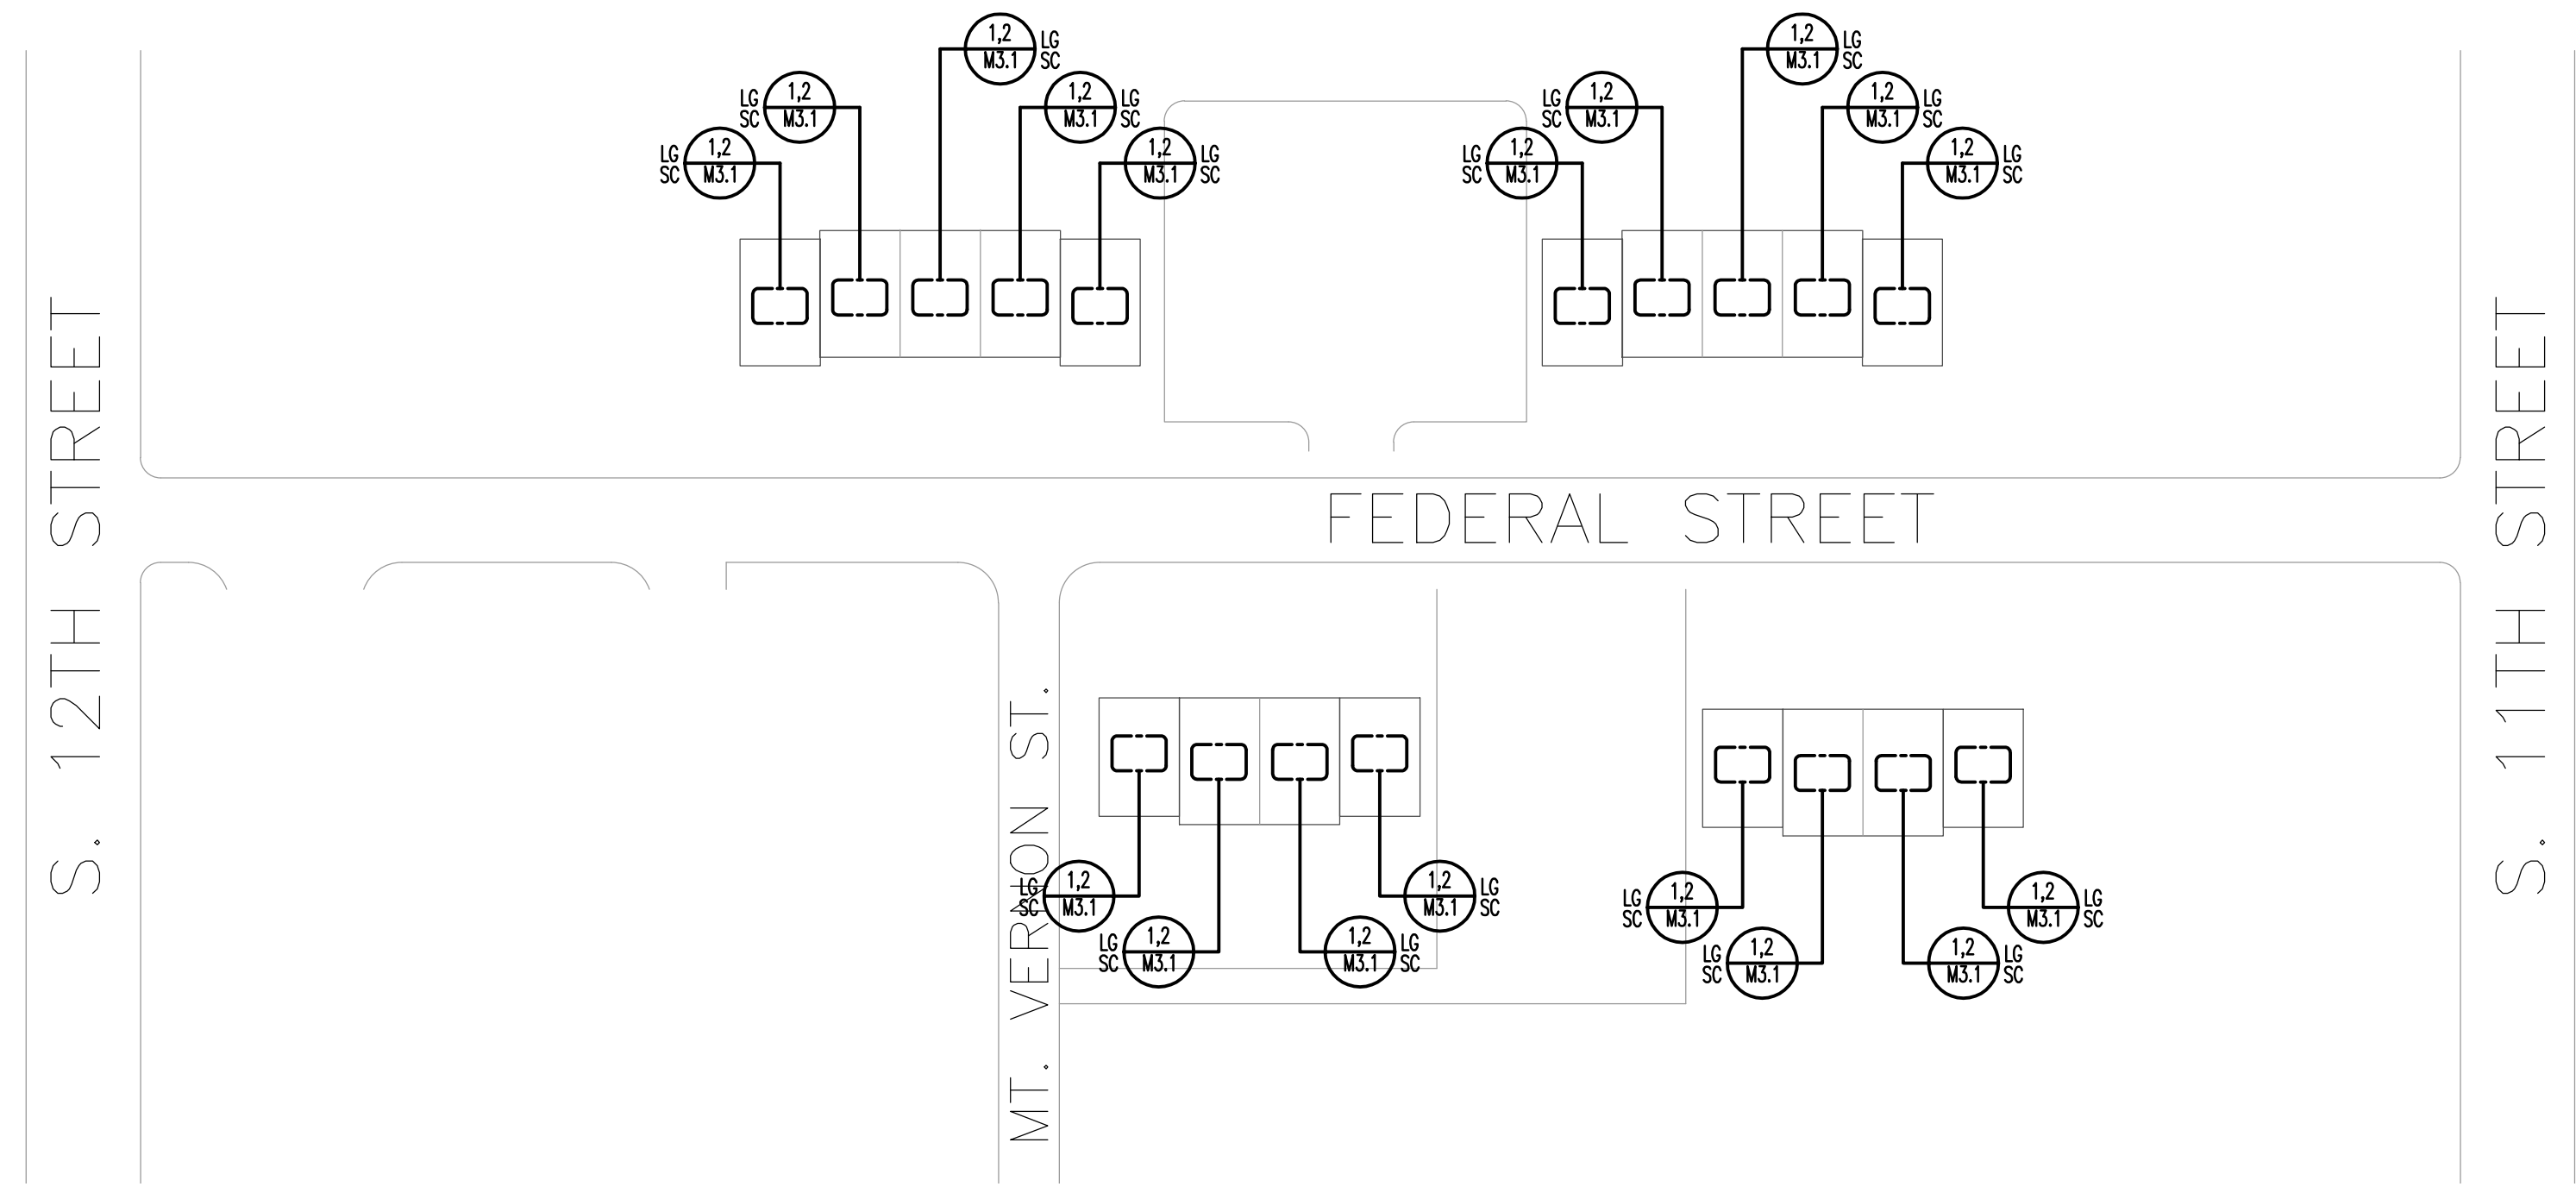 1,2
M3.1
LG
SC
1,2
M3.1
LG
SC
LG
SC
1,2
M3.1
1,2
M3.1
LG
SC
LG
SC
1,2
M3.1
1,2
M3.1
LG
SC
LG
SC
1,2
M3.1
1,2
M3.1
LG
SC
LG
SC
1,2
M3.1
1,2
M3.1
LG
SC
FEDERAL STREET
S. 12TH STREET
S. 11TH STREET
MT. VERNON ST.
LG
SC
1,2
M3.1
1,2
M3.1
LG
SC
LG
SC
1,2
M3.1
1,2
M3.1
LG
SC
LG
SC
1,2
M3.1
1,2
M3.1
LG
SC
LG
SC
1,2
M3.1
1,2
M3.1
LG
SC